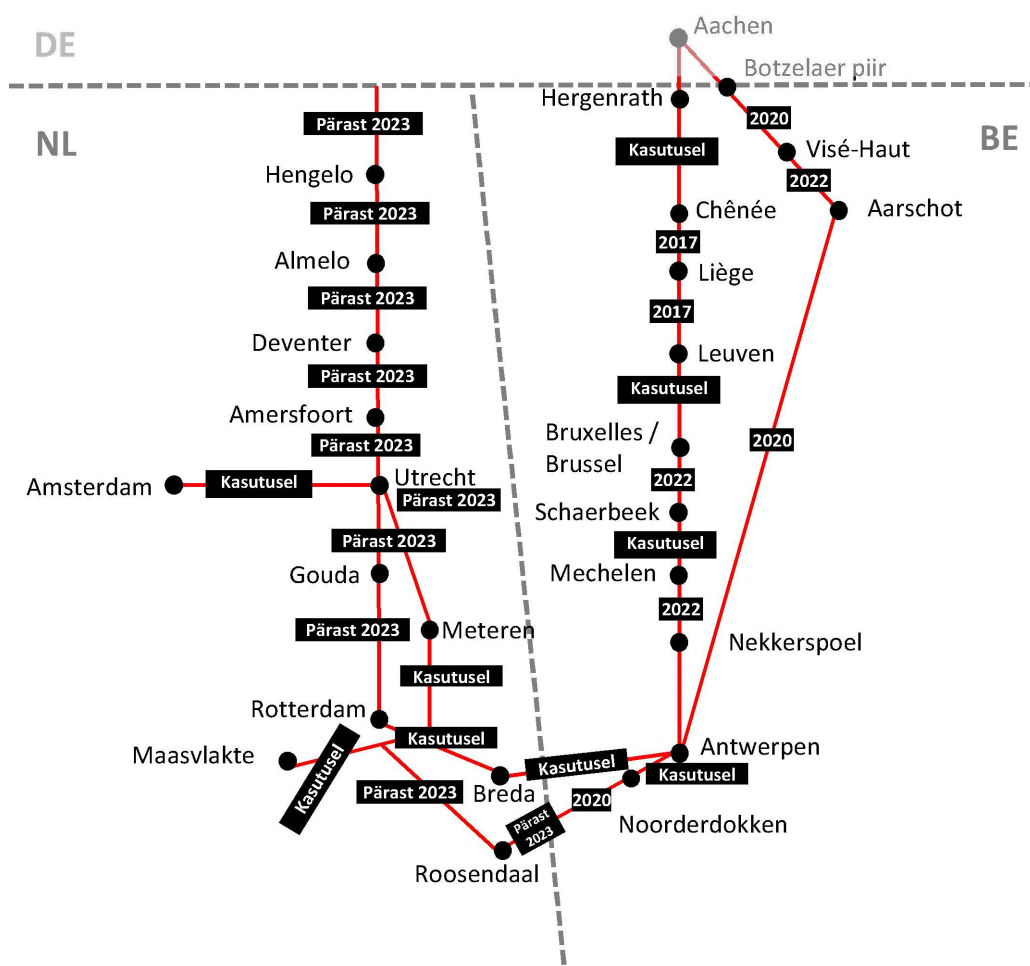 Aachen
DE
Botzelaer piir
Hergenrath
Pärast 2023
2020
NL
BE
Kasutusel
Visé-Haut
Hengelo
2022
Pärast 2023
Chênée
Aarschot
2017
Almelo
Liège
Pärast 2023
2017
Deventer
Leuven
Pärast 2023
Kasutusel
Amersfoort
Bruxelles /
Brussel
Pärast 2023
2020
Amsterdam
Kasutusel
Utrecht
2022
Pärast 2023
Schaerbeek
Pärast 2023
Kasutusel
Gouda
Mechelen
2022
Pärast 2023
Meteren
Nekkerspoel
Kasutusel
Rotterdam
Kasutusel
Maasvlakte
Kasutusel
Antwerpen
Kasutusel
Kasutusel
Pärast 2023
Breda
2020
Noorderdokken
Pärast
2023
Roosendaal